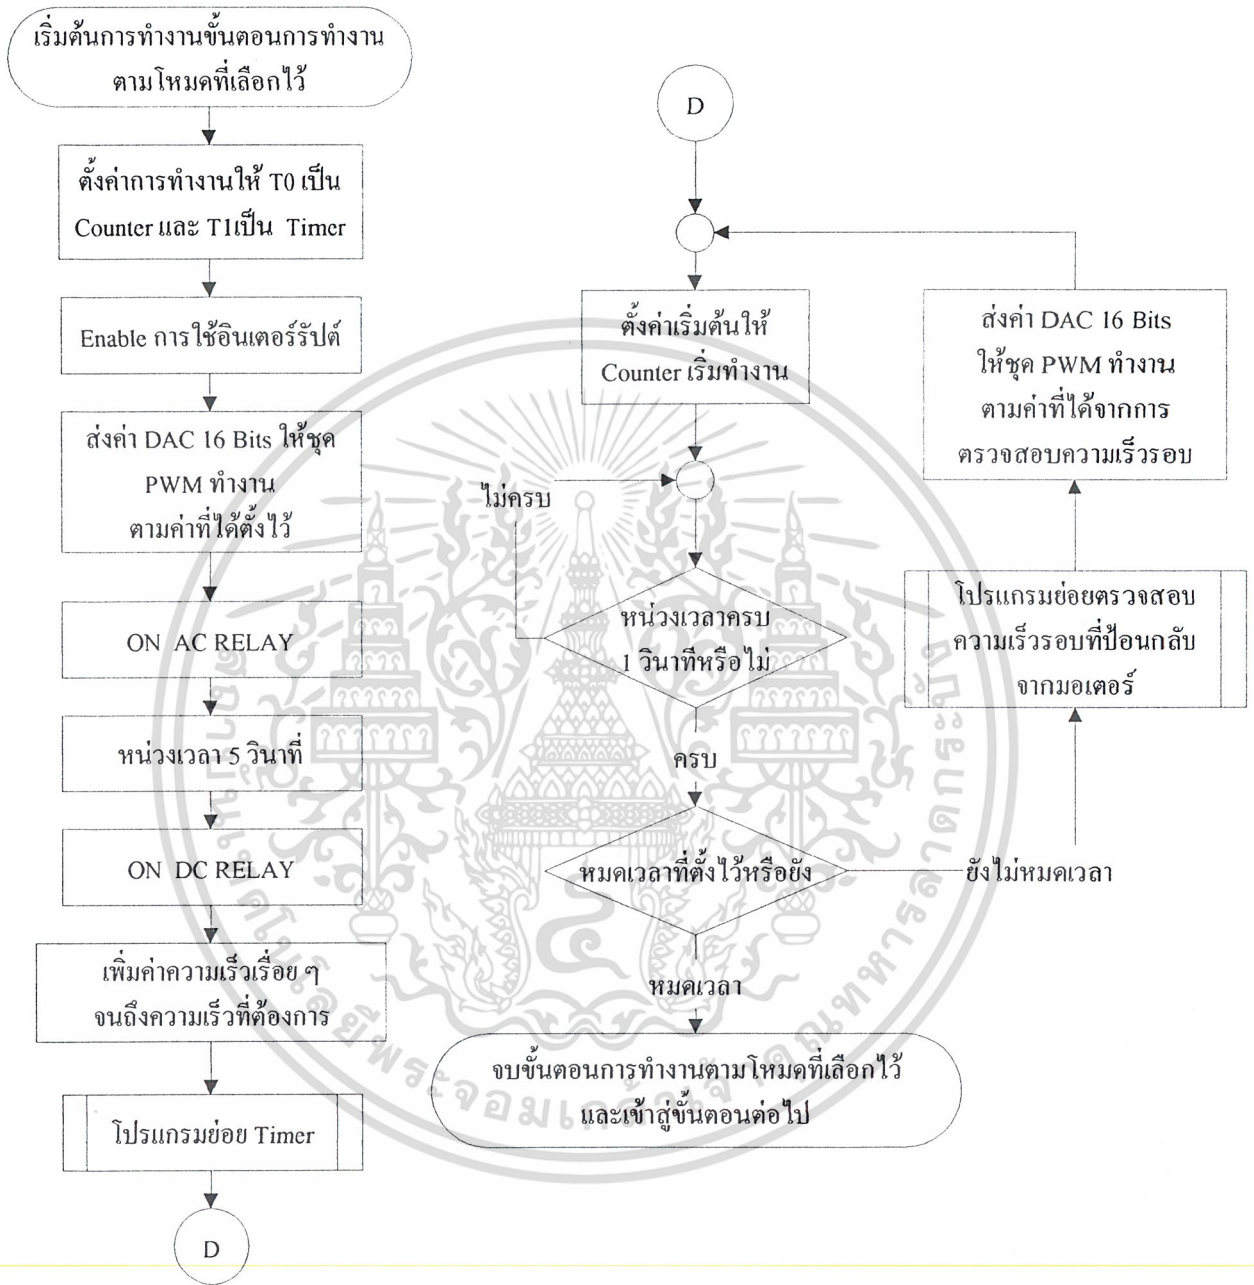 เริ่มต้นการทำงานขั้นตอนการทำงาน
ตามโหมดที่เลือกไว้
ตั้งค่าการทำงานให้ T0 เป็น
Counter และ T1เป็น Timer
Enable การใช้อินเตอร์รัปต์
ส่งค่า DAC 16 Bits ให้ชุด
PWM ทำงาน
ตามค่าที่ได้ตั้งไว้
ON AC RELAY
หน่วงเวลา 5 วินาที่
ON DC RELAY
เพิ่มค่าความเร็วเรื่อย ๆ
จนถึงความเร็วที่ต้องการ
โปรแกรมย่อย Timer
D
D
ตั้งค่าเริ่มต้นให้
Counter เริ่มทำงาน
ไม่ครบ
หน่วงเวลาครบ
1 วินาทีหรือไม่
ครบ
หมดเวลาที่ตั้งไว้หรือยัง
ยังไม่หมดเวลา
หมดเวลา
จบขั้นตอนการทำงานตามโหมดที่เลือกไว้
และเข้าสู่ขั้นตอนต่อไป
ส่งค่า DAC 16 Bits
ให้ชุด PWM ทำงาน
ตามค่าที่ได้จากการ
ตรวจสอบความเร็วรอบ
โปรแกรมย่อยตรวจสอบ
ความเร็วรอบที่ป้อนกลับ
จากมอเตอร์